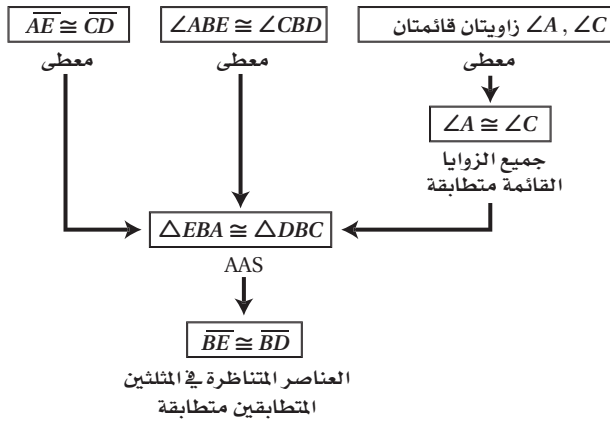 ∠A , ∠C زاويتان قائمتان
∠ABE ≅ ∠CBD
AE ≅ CD
معطى
معطى
معطى
∠A ≅ ∠C
جميع الزوايا
القائمة متطابقة
△EBA ≅ △DBC
AAS
BE ≅ BD
العناصر المتناظرة في المثلثين
المتطابقين متطابقة